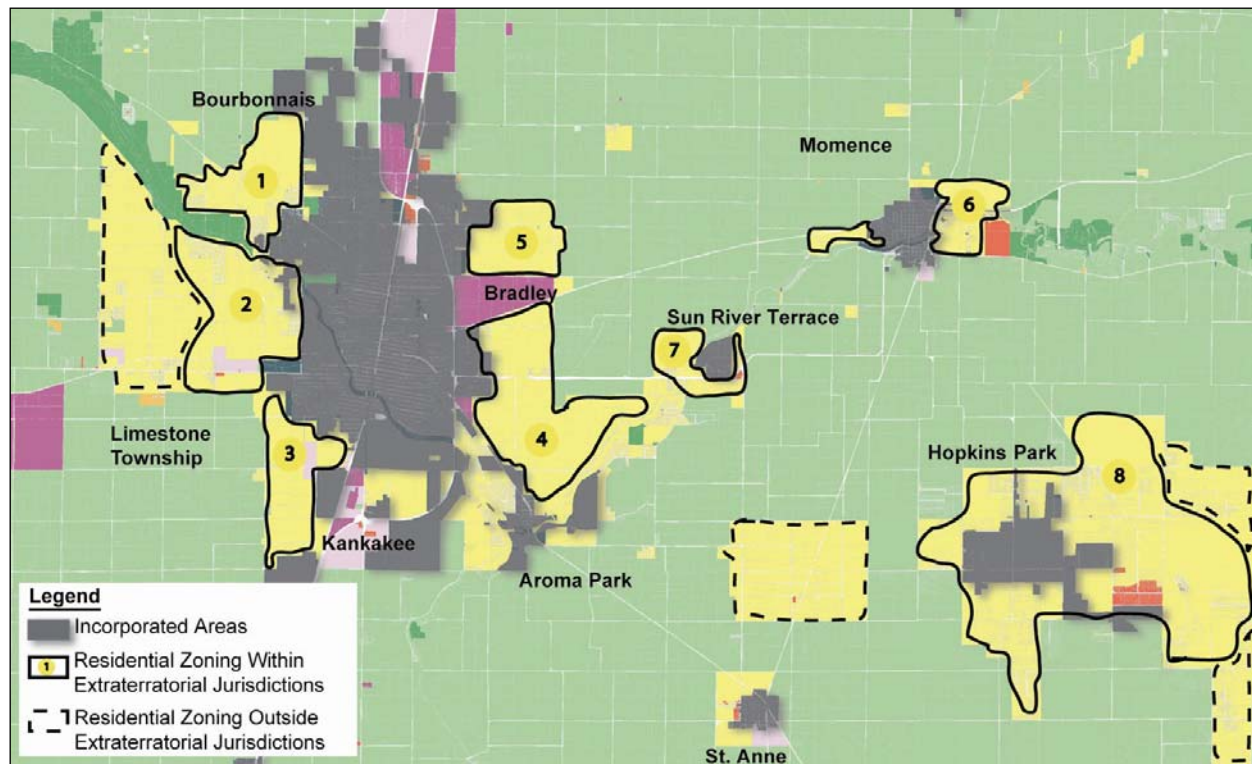 Bourbonnais
Momence
1
6
5
2
Bradley
Sun River Terrace
7
Limestone
Township
3
4
Hopkins Park
8
Kankakee
Aroma Park
St. Anne
Legend
Incorporated Areas
1
Residential Zoning Within
Extraterratorial Jurisdictions
Residential Zoning Outside
Extraterratorial Jurisdictions